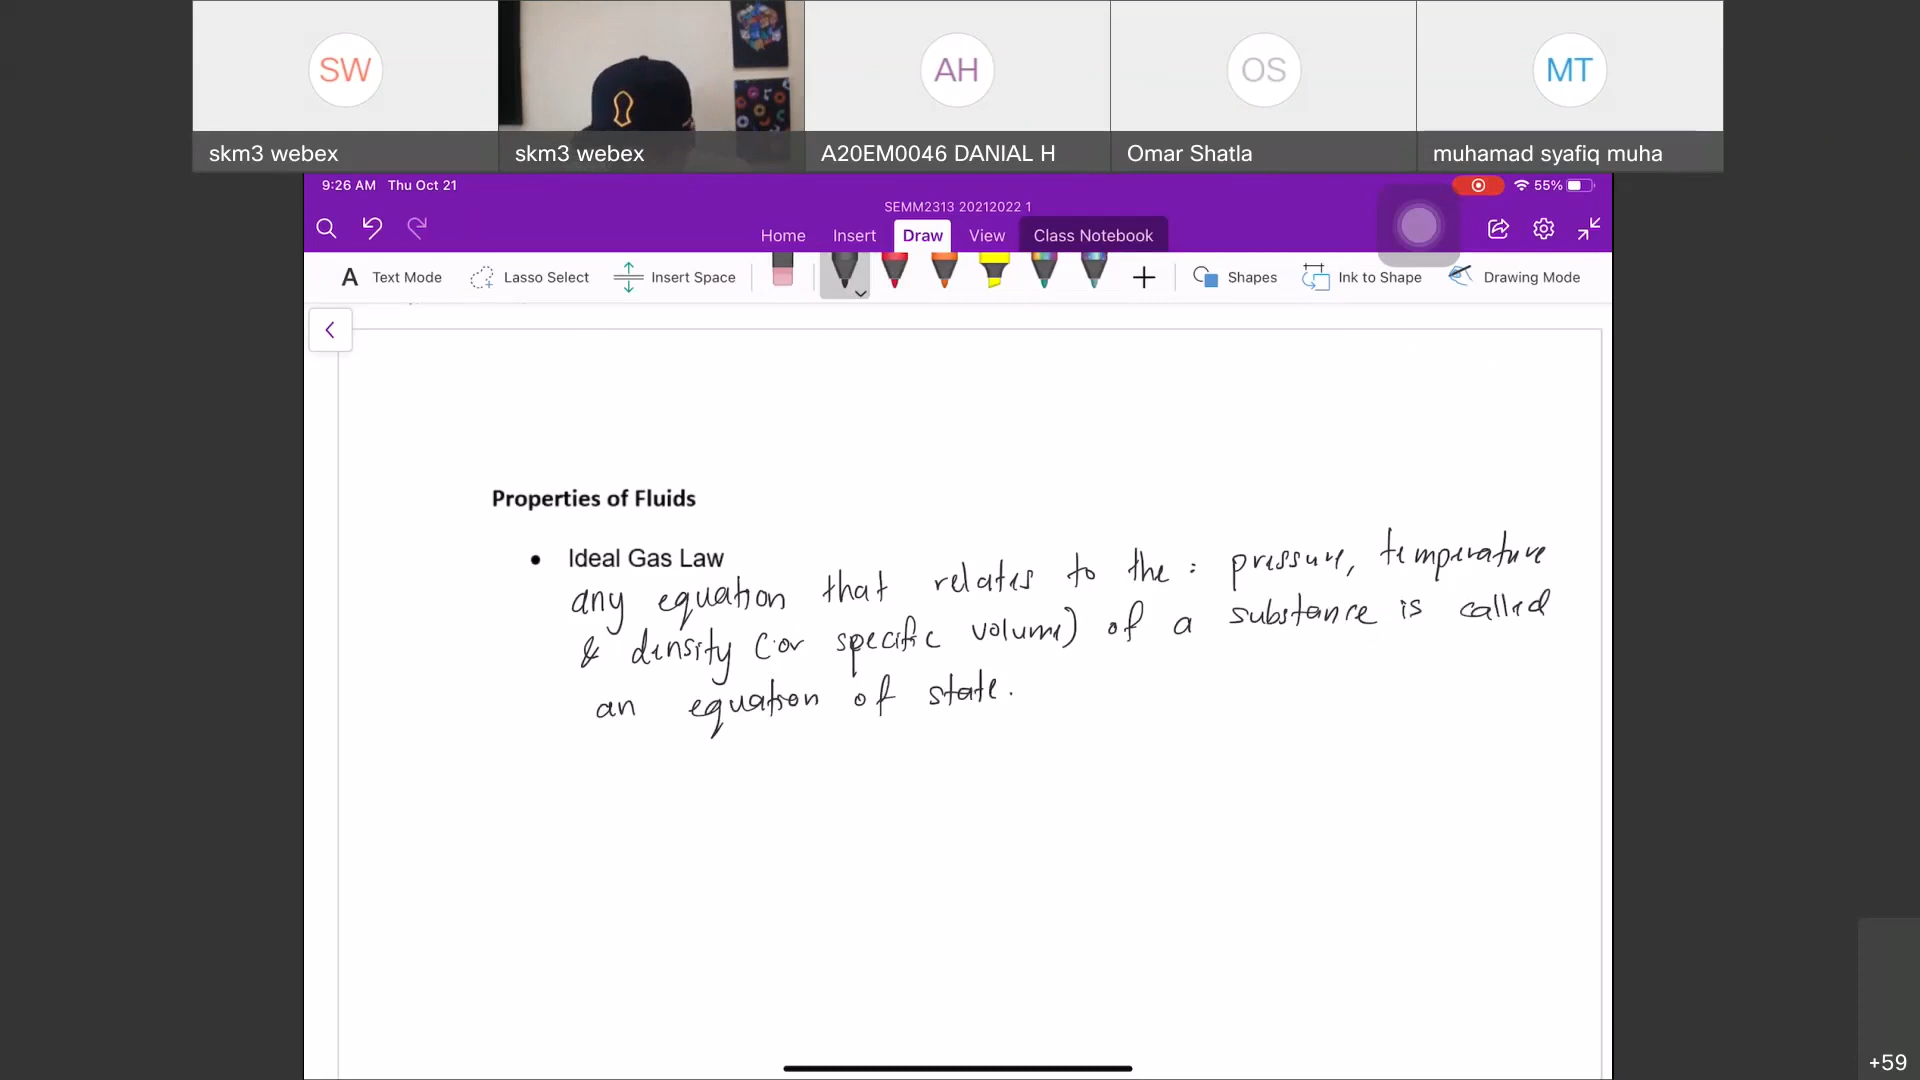 SW
AH
OS
MT
skm3 webex
skm3 webex
A20EM0046 DANIAL H
Omar Shatla
muhamad syafiq muha
9:26 AM Thu Oct 21
55%
SEMM2313 20212022 1
Home Insert Draw View Class Notebook
A Text Mode Lasso Select Insert Space Shapes Ink to Shape Drawing Mode
Properties of Fluids
• Ideal Gas Law
any equation that relates to the : pressure, temperature
& density (or specific volume) of a substance is called
an equation of state.
+59